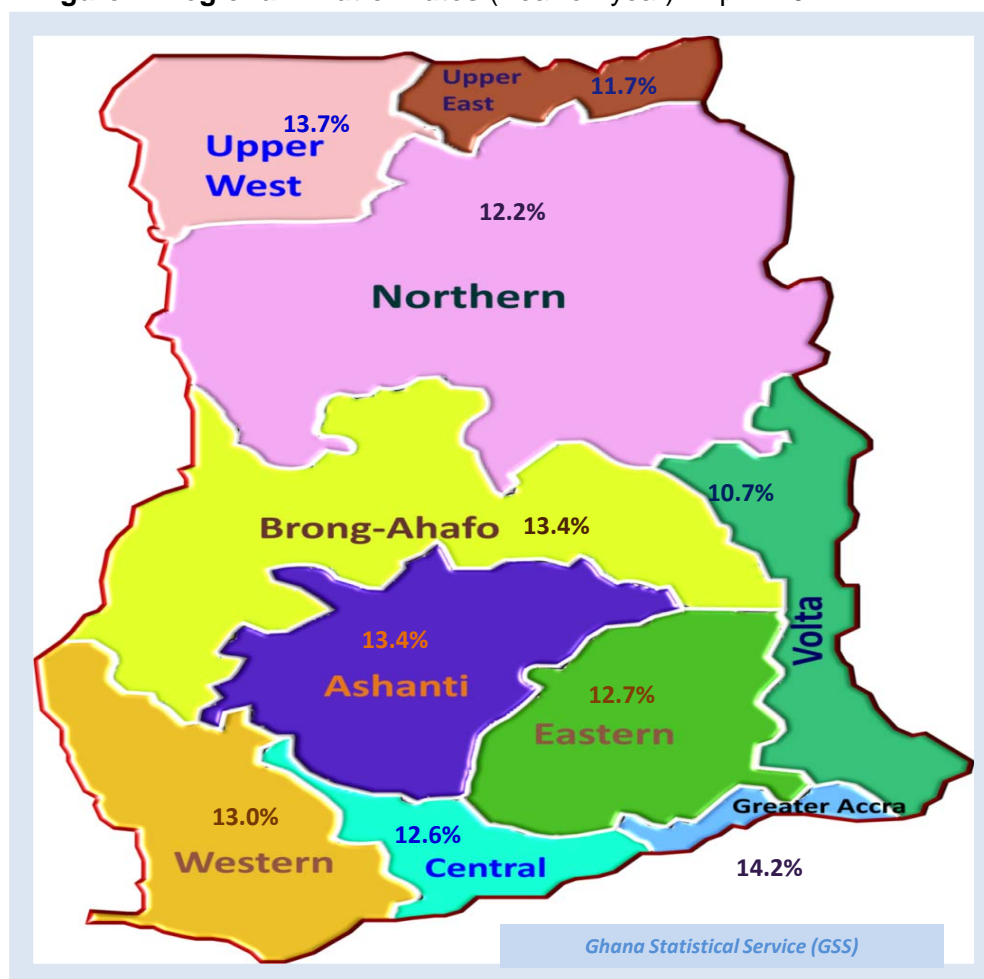 Upper
East
11.7%
13.7%
Upper
West
12.2%
Northern
10.7%
Brong-Ahafo 13.4%
Volta
13.4%
Ashanti
12.7%
Eastern
Greater Accra
13.0%
Western
12.6%
Central
14.2%
Ghana Statistical Service (GSS)